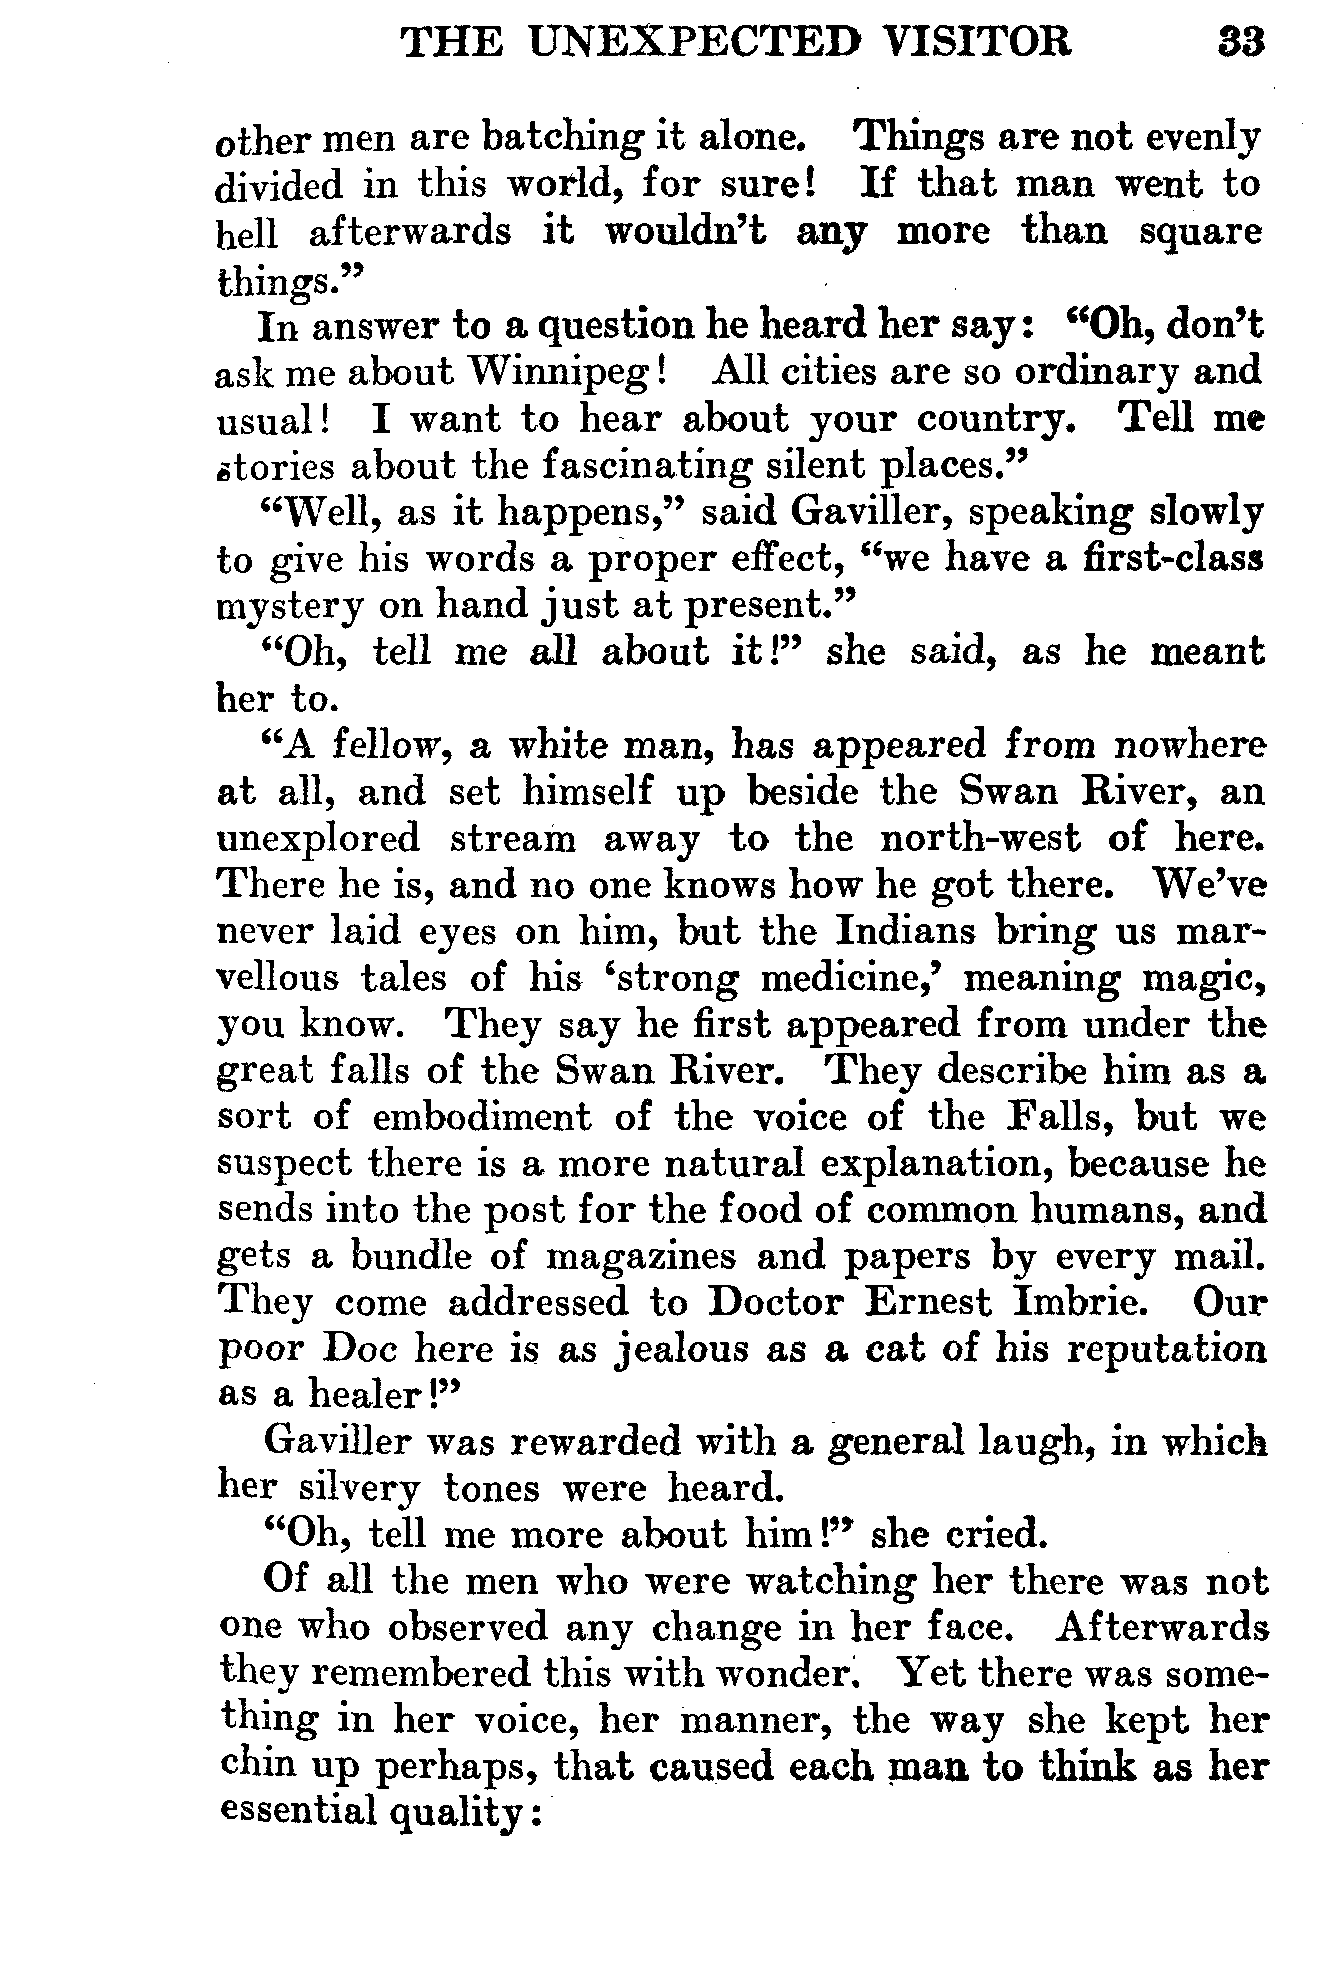 THE UNEXPECTED VISITOR 33
other men are batching it alone. Things are not evenly
divided in this world, for sure! If that man went to
hell afterwards it wouldn't any more than square
things."
In answer to a question he heard her say: "Oh, don't
ask me about Winnipeg! All cities are so ordinary and
usual! I want to hear about your country. Tell me
stories about the fascinating silent places."
"Well, as it happens," said Gaviller, speaking slowly
to give his words a proper effect, "we have a first-class
mystery on hand just at present."
"Oh, tell me all about it!" she said, as he meant
her to.
"A fellow, a white man, has appeared from nowhere
at all, and set himself up beside the Swan River, an
unexplored stream away to the north-west of here.
There he is, and no one knows how he got there. We've
never laid eyes on him, but the Indians bring us mar-
vellous tales of his 'strong medicine,' meaning magic,
you know. They say he first appeared from under the
great falls of the Swan River. They describe him as a
sort of embodiment of the voice of the Falls, but we
suspect there is a more natural explanation, because he
sends into the post for the food of common humans, and
gets a bundle of magazines and papers by every mail.
They come addressed to Doctor Ernest Imbrie. Our
poor Doc here is as jealous as a cat of his reputation
as a healer!"
Gaviller was rewarded with a general laugh, in which
her silvery tones were heard.
"Oh, tell me more about him!" she cried.
Of all the men who were watching her there was not
one who observed any change in her face. Afterwards
they remembered this with wonder. Yet there was some-
thing in her voice, her manner, the way she kept her
chin up perhaps, that caused each man to think as her
essential quality: